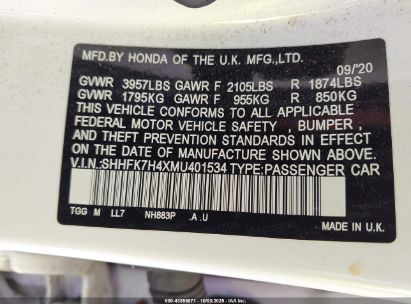 MFD.BY HONDA OF THE U.K. MFG.,LTD.
09/'20
GVWR 3957LBS GAWR F 2105LBS R 1874LBS
GVWR 1795KG GAWR F 955KG R 850KG
THIS VEHICLE CONFORMS TO ALL APPLICABLE
FEDERAL MOTOR VEHICLE SAFETY , BUMPER ,
AND THEFT PREVENTION STANDARDS IN EFFECT
ON THE DATE OF MANUFACTURE SHOWN ABOVE.
V.I.N:SHHFK7H4XMU401534 TYPE:PASSENGER CAR
TGG M LL7 NH883P .A .U
MADE IN U.K.